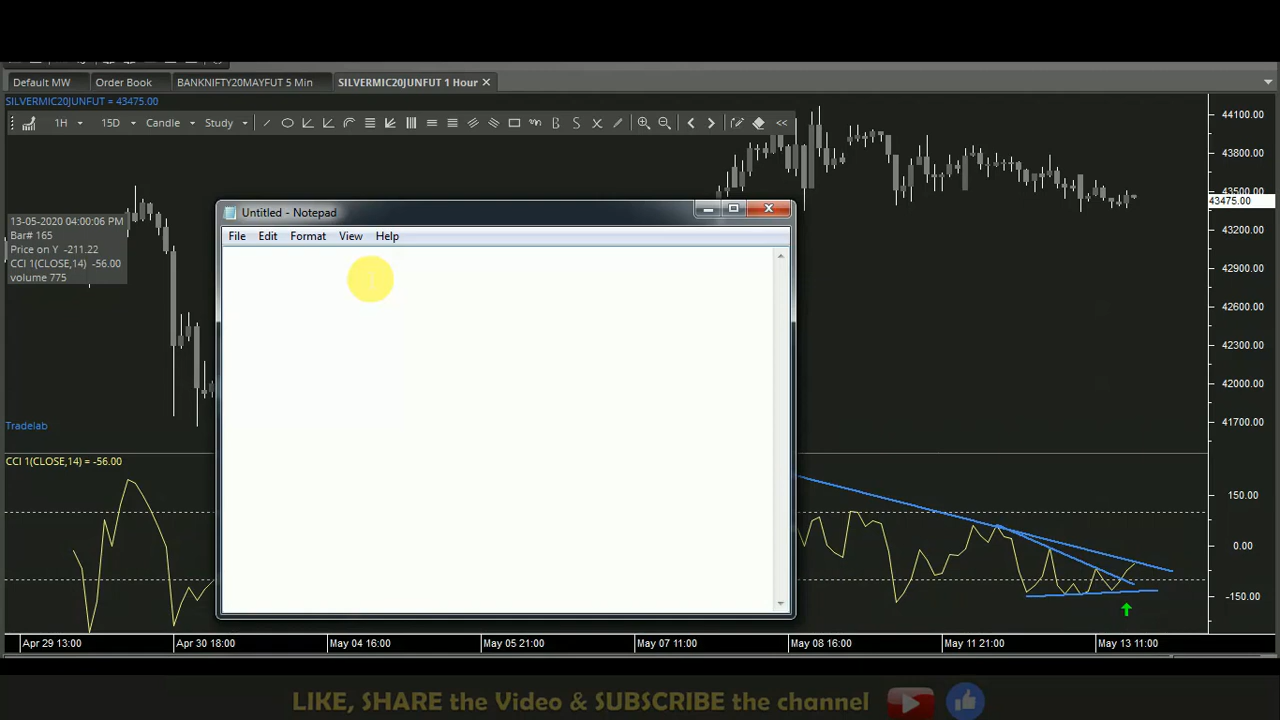 Default MW
Order Book
BANKNIFTY20MAYFUT 5 Min
SILVERMIC20JUNFUT 1 Hour
SILVERMIC20JUNFUT = 43475.00
1H
15D
Candle
Study
44100.00
43800.00
43500.00
43475.00
43200.00
42900.00
42600.00
42300.00
42000.00
41700.00
13-05-2020 04:00:06 PM
Bar# 165
Price on Y -211.22
CCI 1(CLOSE,14) -56.00
volume 775
Untitled - Notepad
File Edit Format View Help
Tradelab
CCI 1(CLOSE,14) = -56.00
150.00
0.00
-150.00
Apr 29 13:00
Apr 30 18:00
May 04 16:00
May 05 21:00
May 07 11:00
May 08 16:00
May 11 21:00
May 13 11:00
LIKE, SHARE the Video & SUBSCRIBE the channel